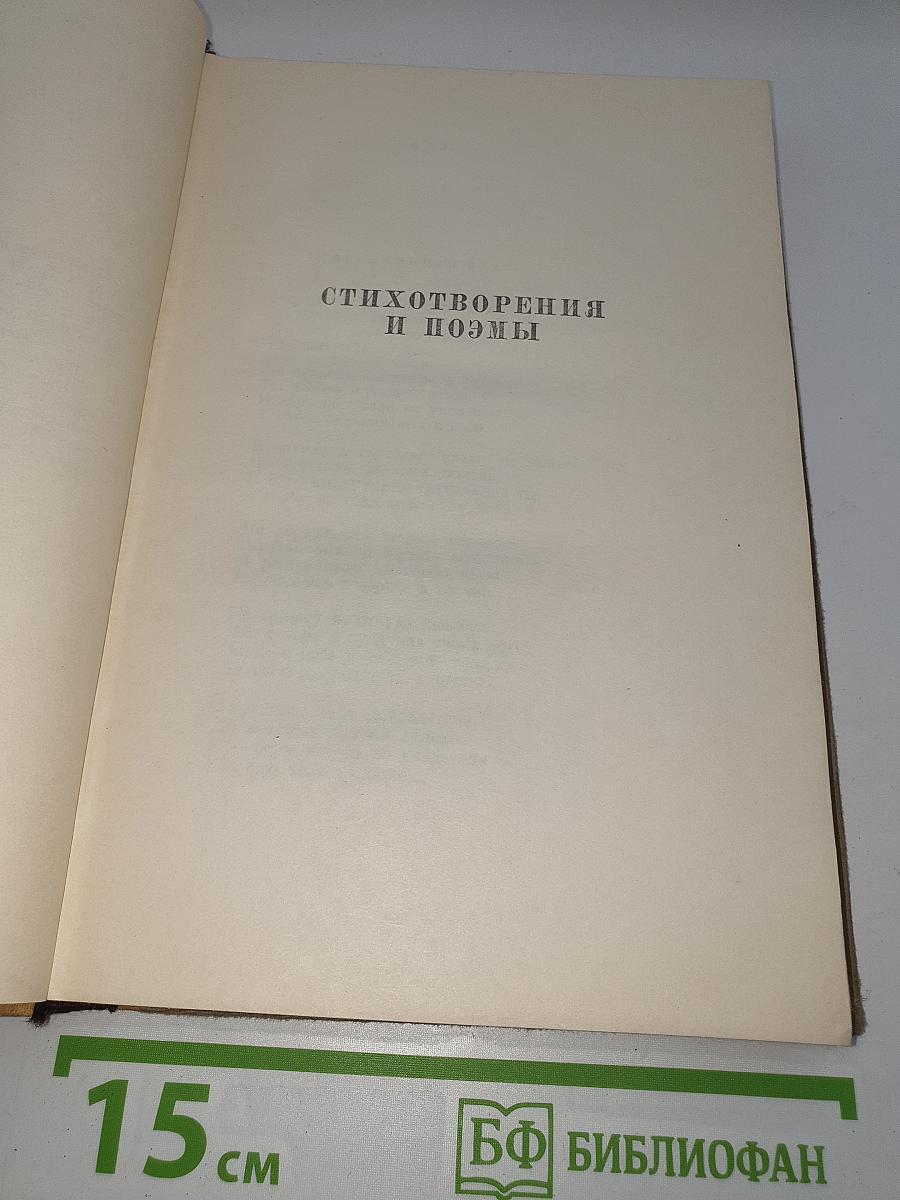 СТИХОТВОРЕНИЯ
И ПОЭМЫ
15 см
БФ БИБЛИОФАН